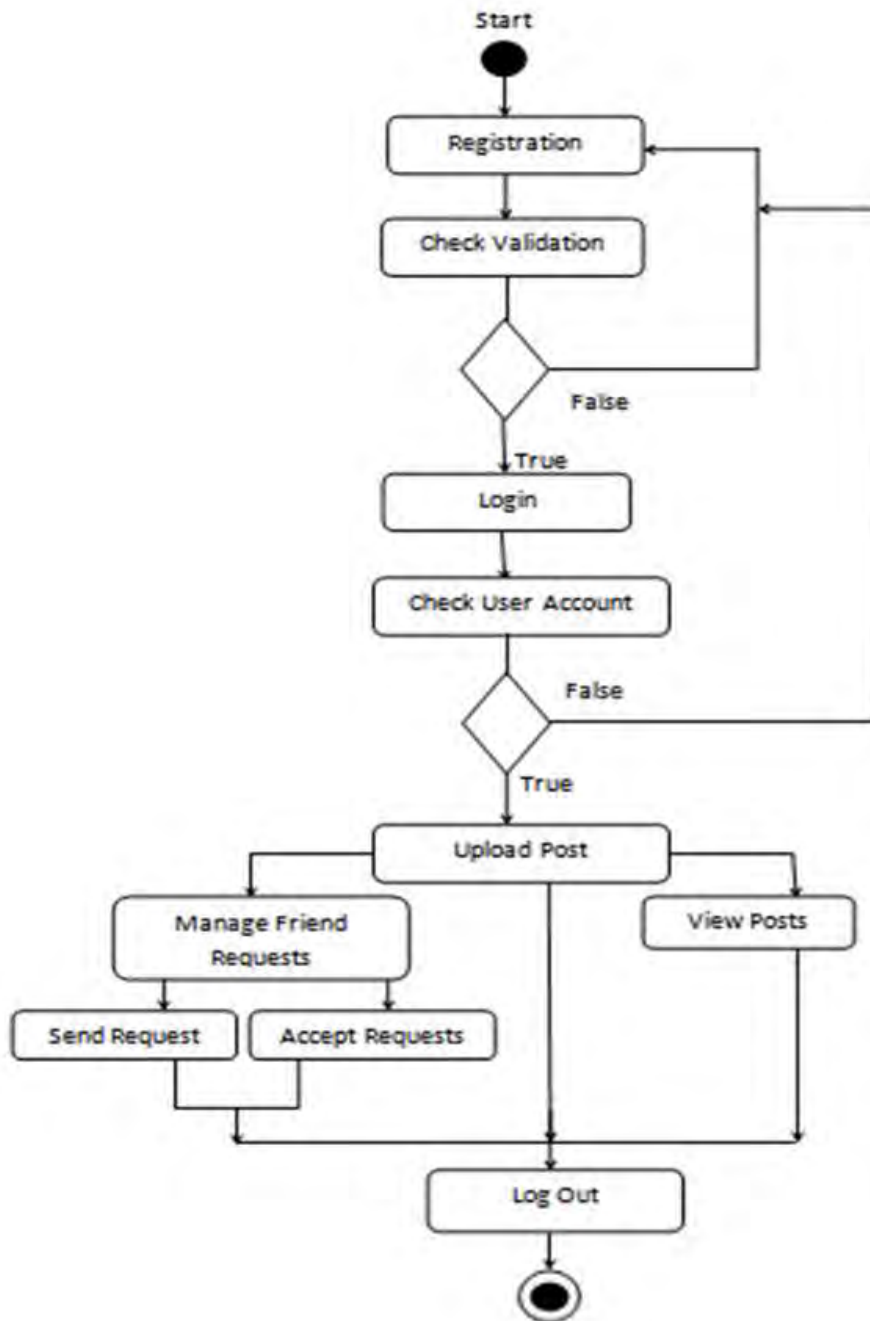 Start
Registration
Check Validation
False
True
Login
Check User Account
False
True
Upload Post
Manage Friend
Requests
View Posts
Send Request
Accept Requests
Log Out